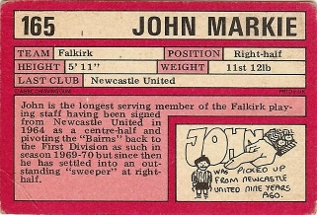 165 JOHN MARKIE
TEAM Falkirk POSITION Right-half
HEIGHT 5' 11" WEIGHT 11st 12lb
LAST CLUB Newcastle United
John is the longest serving member of the Falkirk play-
ing staff having been signed
from Newcastle United in
1964 as a centre-half and
pivoting the "Bairns" back to
the First Division as such in
season 1969-70 but since then
he has settled into an out-
standing "sweeper" at right-
half.
JOHN
WAS PICKED UP
FROM NEWCASTLE
UNITED NINE YEARS
AGO.